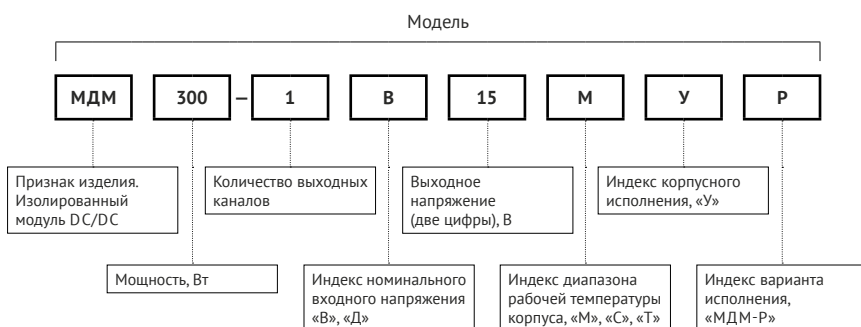 Модель
МДМ 300 – 1 В 15 М У Р
Признак изделия.
Изолированный
модуль DC/DC
Количество выходных
каналов
Выходное
напряжение
(две цифры), В
Индекс корпусного
исполнения, «У»
Мощность, Вт
Индекс номинального
входного напряжения
«В», «Д»
Индекс диапазона
рабочей температуры
корпуса, «М», «С», «Т»
Индекс варианта
исполнения,
«МДМ-Р»